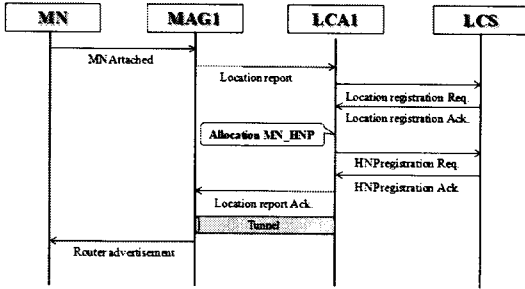 MN MAG1 LCA1 LCS
MN Attached
Location report
Location registration Req.
Location registration Ack.
Allocation MN_HNP
HNP registration Req.
HNP registration Ack
Location report Ack.
Tunnel
Router advertisement